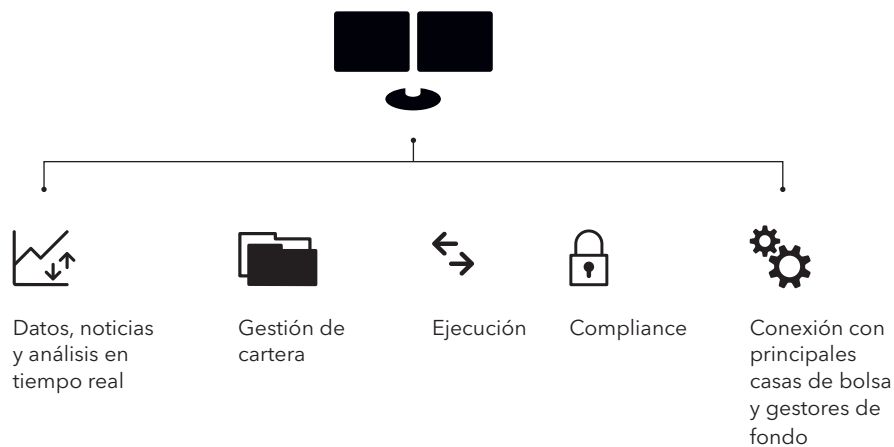 Datos, noticias
y análisis en
tiempo real
Gestión de
cartera
Ejecución
Compliance
Conexión con
principales
casas de bolsa
y gestores de
fondo